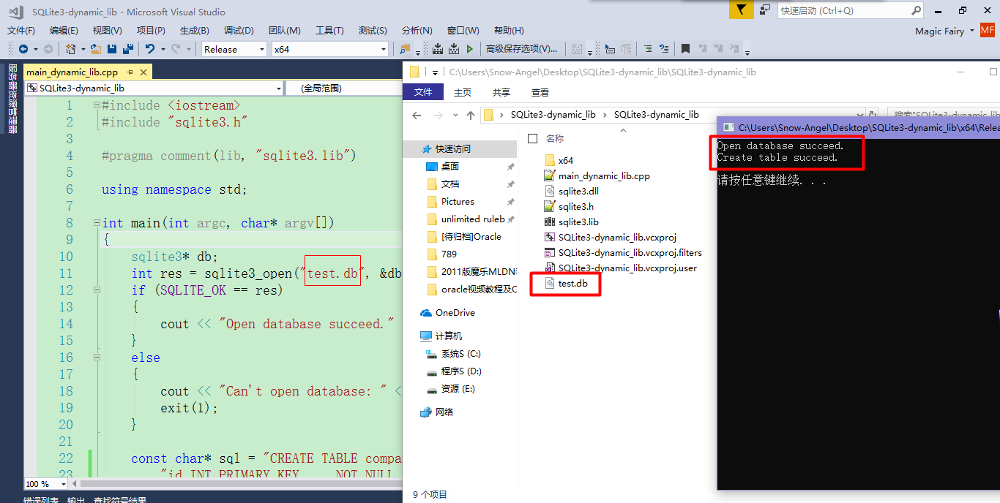 SQLite3-dynamic_lib - Microsoft Visual Studio
快速启动 (Ctrl+Q)
文件(F) 编辑(E) 视图(V) 项目(P) 生成(B) 调试(D) 团队(M) 工具(T) 测试(S) 分析(N) 窗口(W) 帮助(H)
Magic Fairy MF
Release x64 高级保存选项(V)...
服务器资源管理器
main_dynamic_lib.cpp
SQLite3-dynamic_lib (全局范围)
1 #include <iostream>
2 #include "sqlite3.h"
3
4 #pragma comment(lib, "sqlite3.lib")
5
6 using namespace std;
7
8 int main(int argc, char* argv[])
9 {
10 sqlite3* db;
11 int res = sqlite3_open("test.db", &db
12 if (SQLITE_OK == res)
13 {
14 cout << "Open database succeed."
15 }
16 else
17 {
18 cout << "Can't open database: " <
19 exit(1);
20 }
21
22 const char* sql = "CREATE TABLE compa
23 "id INT PRIMARY KEY NOT NULL
100 %
错误列表 输出 查找符号结果
C:\Users\Snow-Angel\Desktop\SQLite3-dynamic_lib\SQLite3-dynamic_lib
文件 主页 共享 查看
SQLite3-dynamic_lib SQLite3-dynamic_lib
搜索"SQLite3-dynamic_lib
快速访问
桌面
文档
Pictures
unlimited ruleb
[待归档]Oracle
789
2011版魔乐MLDN
oracle视频教程及C
OneDrive
计算机
系统S (C:)
程序S (D:)
资源 (E:)
网络
名称
x64
main_dynamic_lib.cpp
sqlite3.dll
sqlite3.h
sqlite3.lib
SQLite3-dynamic_lib.vcxproj
SQLite3-dynamic_lib.vcxproj.filters
SQLite3-dynamic_lib.vcxproj.user
test.db
9 个项目
C:\Users\Snow-Angel\Desktop\SQLite3-dynamic_lib\x64\Relea
Open database succeed.
Create table succeed.
请按任意键继续. . .